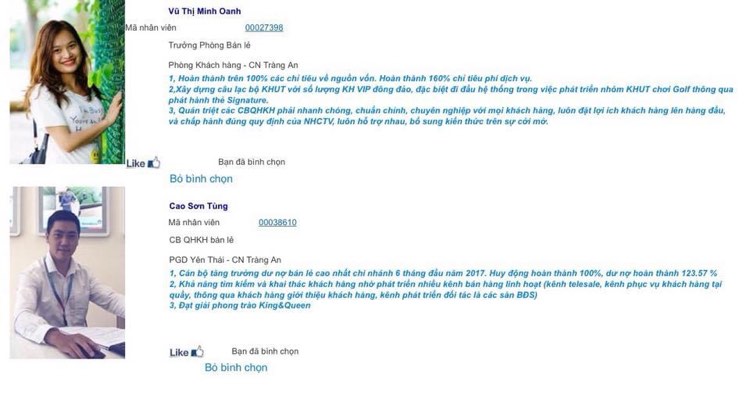 Vũ Thị Minh Oanh
Mã nhân viên 00027398
Trưởng Phòng Bán lẻ
Phòng Khách hàng - CN Tràng An
1, Hoàn thành trên 100% các chỉ tiêu về nguồn vốn. Hoàn thành 160% chỉ tiêu phí dịch vụ.
2,Xây dựng câu lạc bộ KHUT với số lượng KH VIP đông đảo, đặc biệt đi đầu hệ thống trong việc phát triển nhóm KHUT chơi Golf thông qua
phát hành thẻ Signature.
3, Quán triệt các CBQHKH phải nhanh chóng, chuẩn chỉnh, chuyên nghiệp với mọi khách hàng, luôn đặt lợi ích khách hàng lên hàng đầu,
và chấp hành đúng quy định của NHCTV, luôn hỗ trợ nhau, bổ sung kiến thức trên sự cởi mở.
Like Bạn đã bình chọn
Bỏ bình chọn
Cao Sơn Tùng
Mã nhân viên 00038610
CB QHKH bán lẻ
PGD Yên Thái - CN Tràng An
1, Cán bộ tăng trưởng dư nợ bán lẻ cao nhất chi nhánh 6 tháng đầu năm 2017. Huy động hoàn thành 100%, dư nợ hoàn thành 123.57 %
2, Khả năng tìm kiếm và khai thác khách hàng nhờ phát triển nhiều kênh bán hàng linh hoạt (kênh telesale, kênh phục vụ khách hàng tại
quầy, thông qua khách hàng giới thiệu khách hàng, kênh phát triển đối tác là các sàn BĐS)
3, Đạt giải phong trào King&Queen
Like Bạn đã bình chọn
Bỏ bình chọn